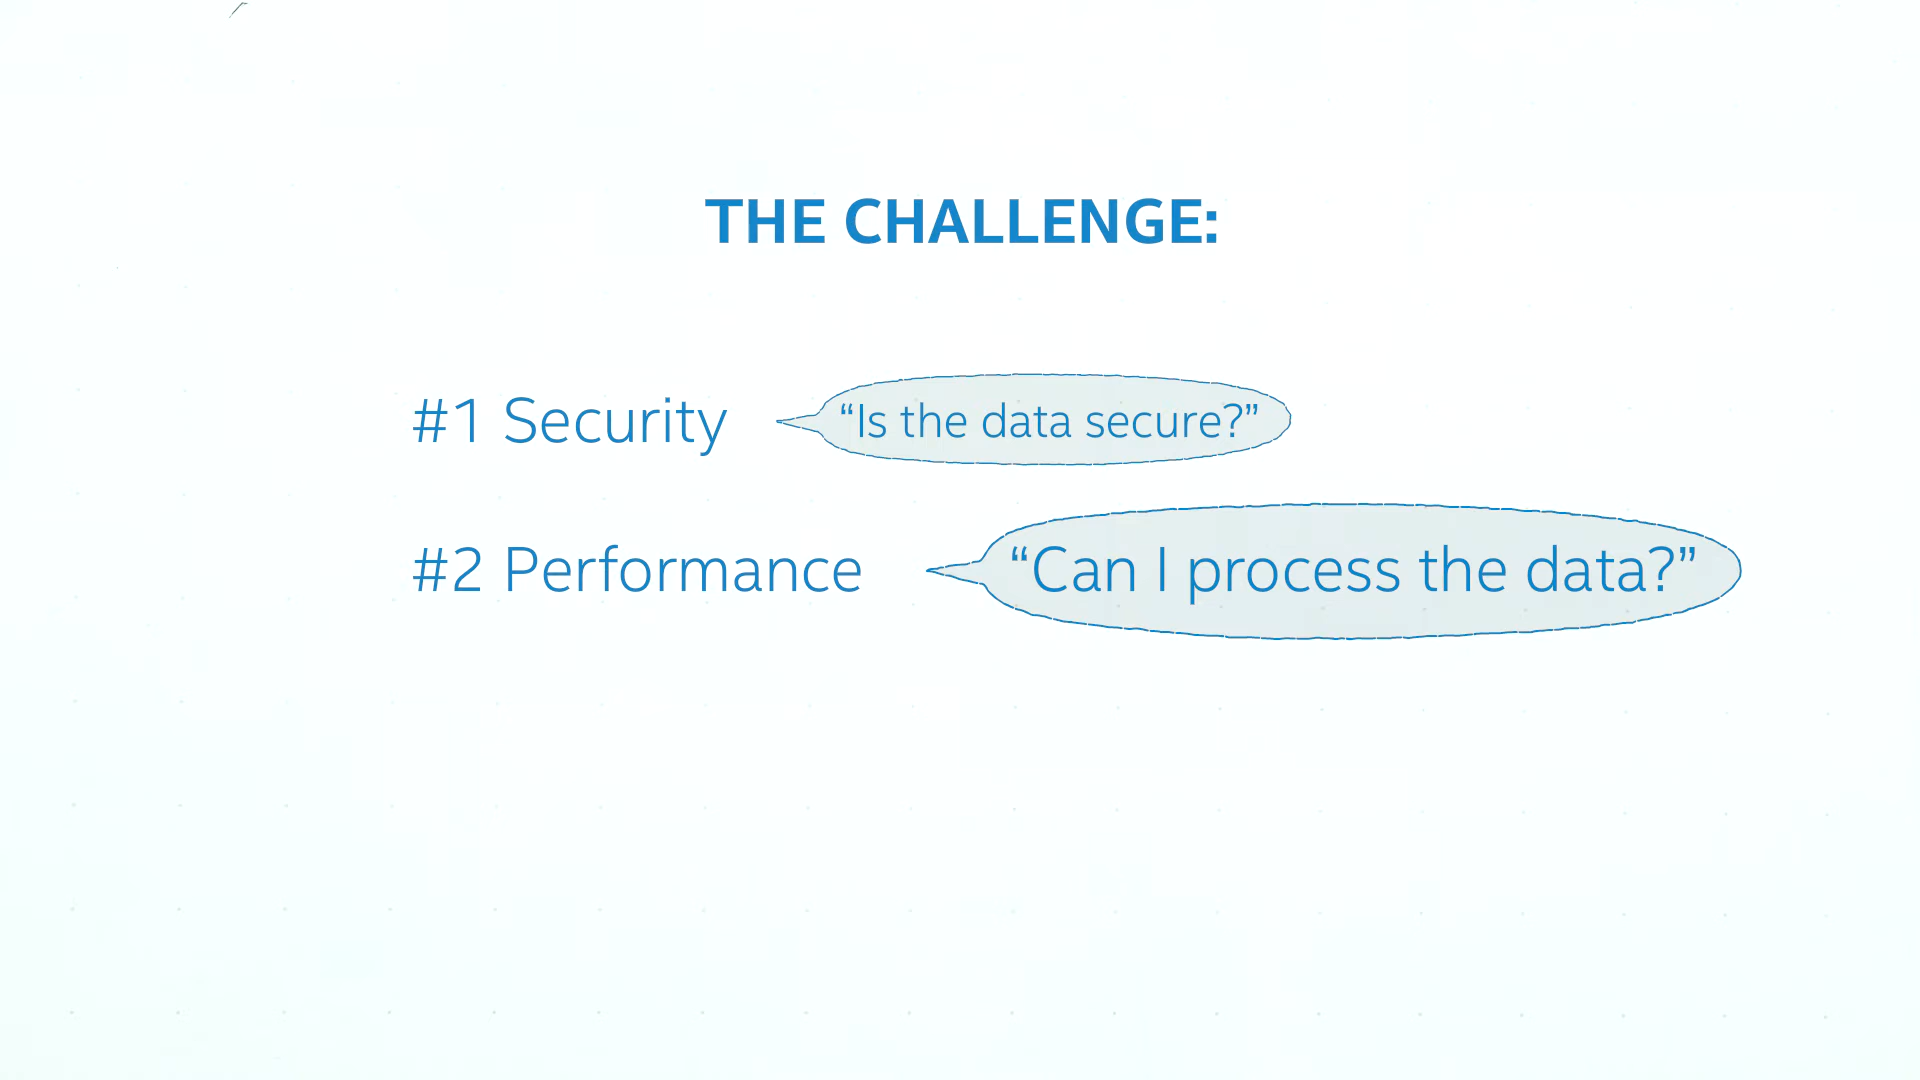 THE CHALLENGE:
#1 Security “Is the data secure?”
#2 Performance “Can I process the data?”